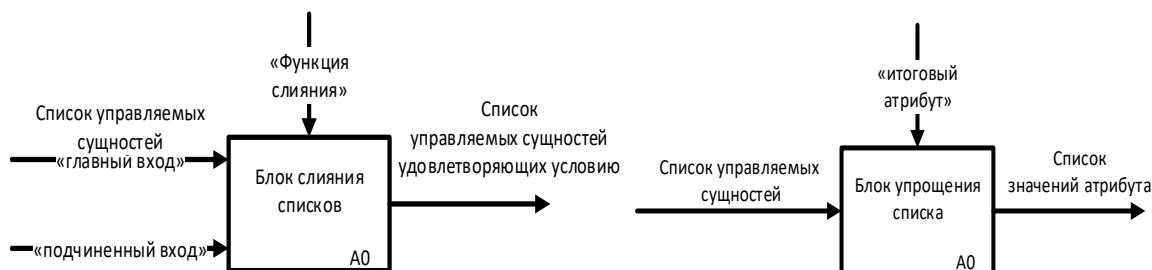 «Функция
слияния»
Список управляемых
сущностей
«главный вход»
«подчиненный вход»
Блок слияния
списков
A0
Список
управляемых сущностей
удовлетворяющих условию
«итоговый
атрибут»
Список управляемых
сущностей
Блок упрощения
списка
A0
Список
значений атрибута